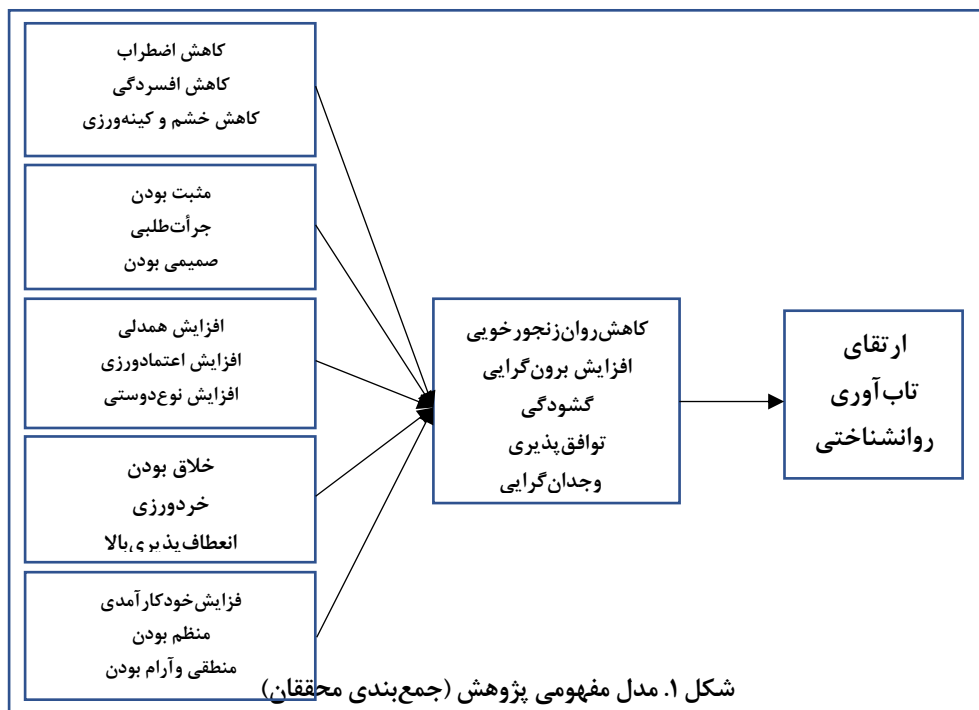 کاهش اضطراب
کاهش افسردگی
کاهش خشم و کینه‌ورزی
مثبت بودن
جرأت‌طلبی
صمیمی بودن
افزایش همدلی
افزایش اعتمادورزی
افزایش نوع‌دوستی
خلاق بودن
خردورزی
انعطاف‌پذیری‌بالا
فزایش‌خودکارآمدی
منظم بودن
منطقی وآرام بودن
کاهش‌روان‌زنجورخویی
افزایش برون‌گرایی
گشودگی
توافق‌پذیری
وجدان‌گرایی
ارتقای
تاب‌آوری
روانشناختی
شکل ۱. مدل مفهومی پژوهش (جمع‌بندی محققان)